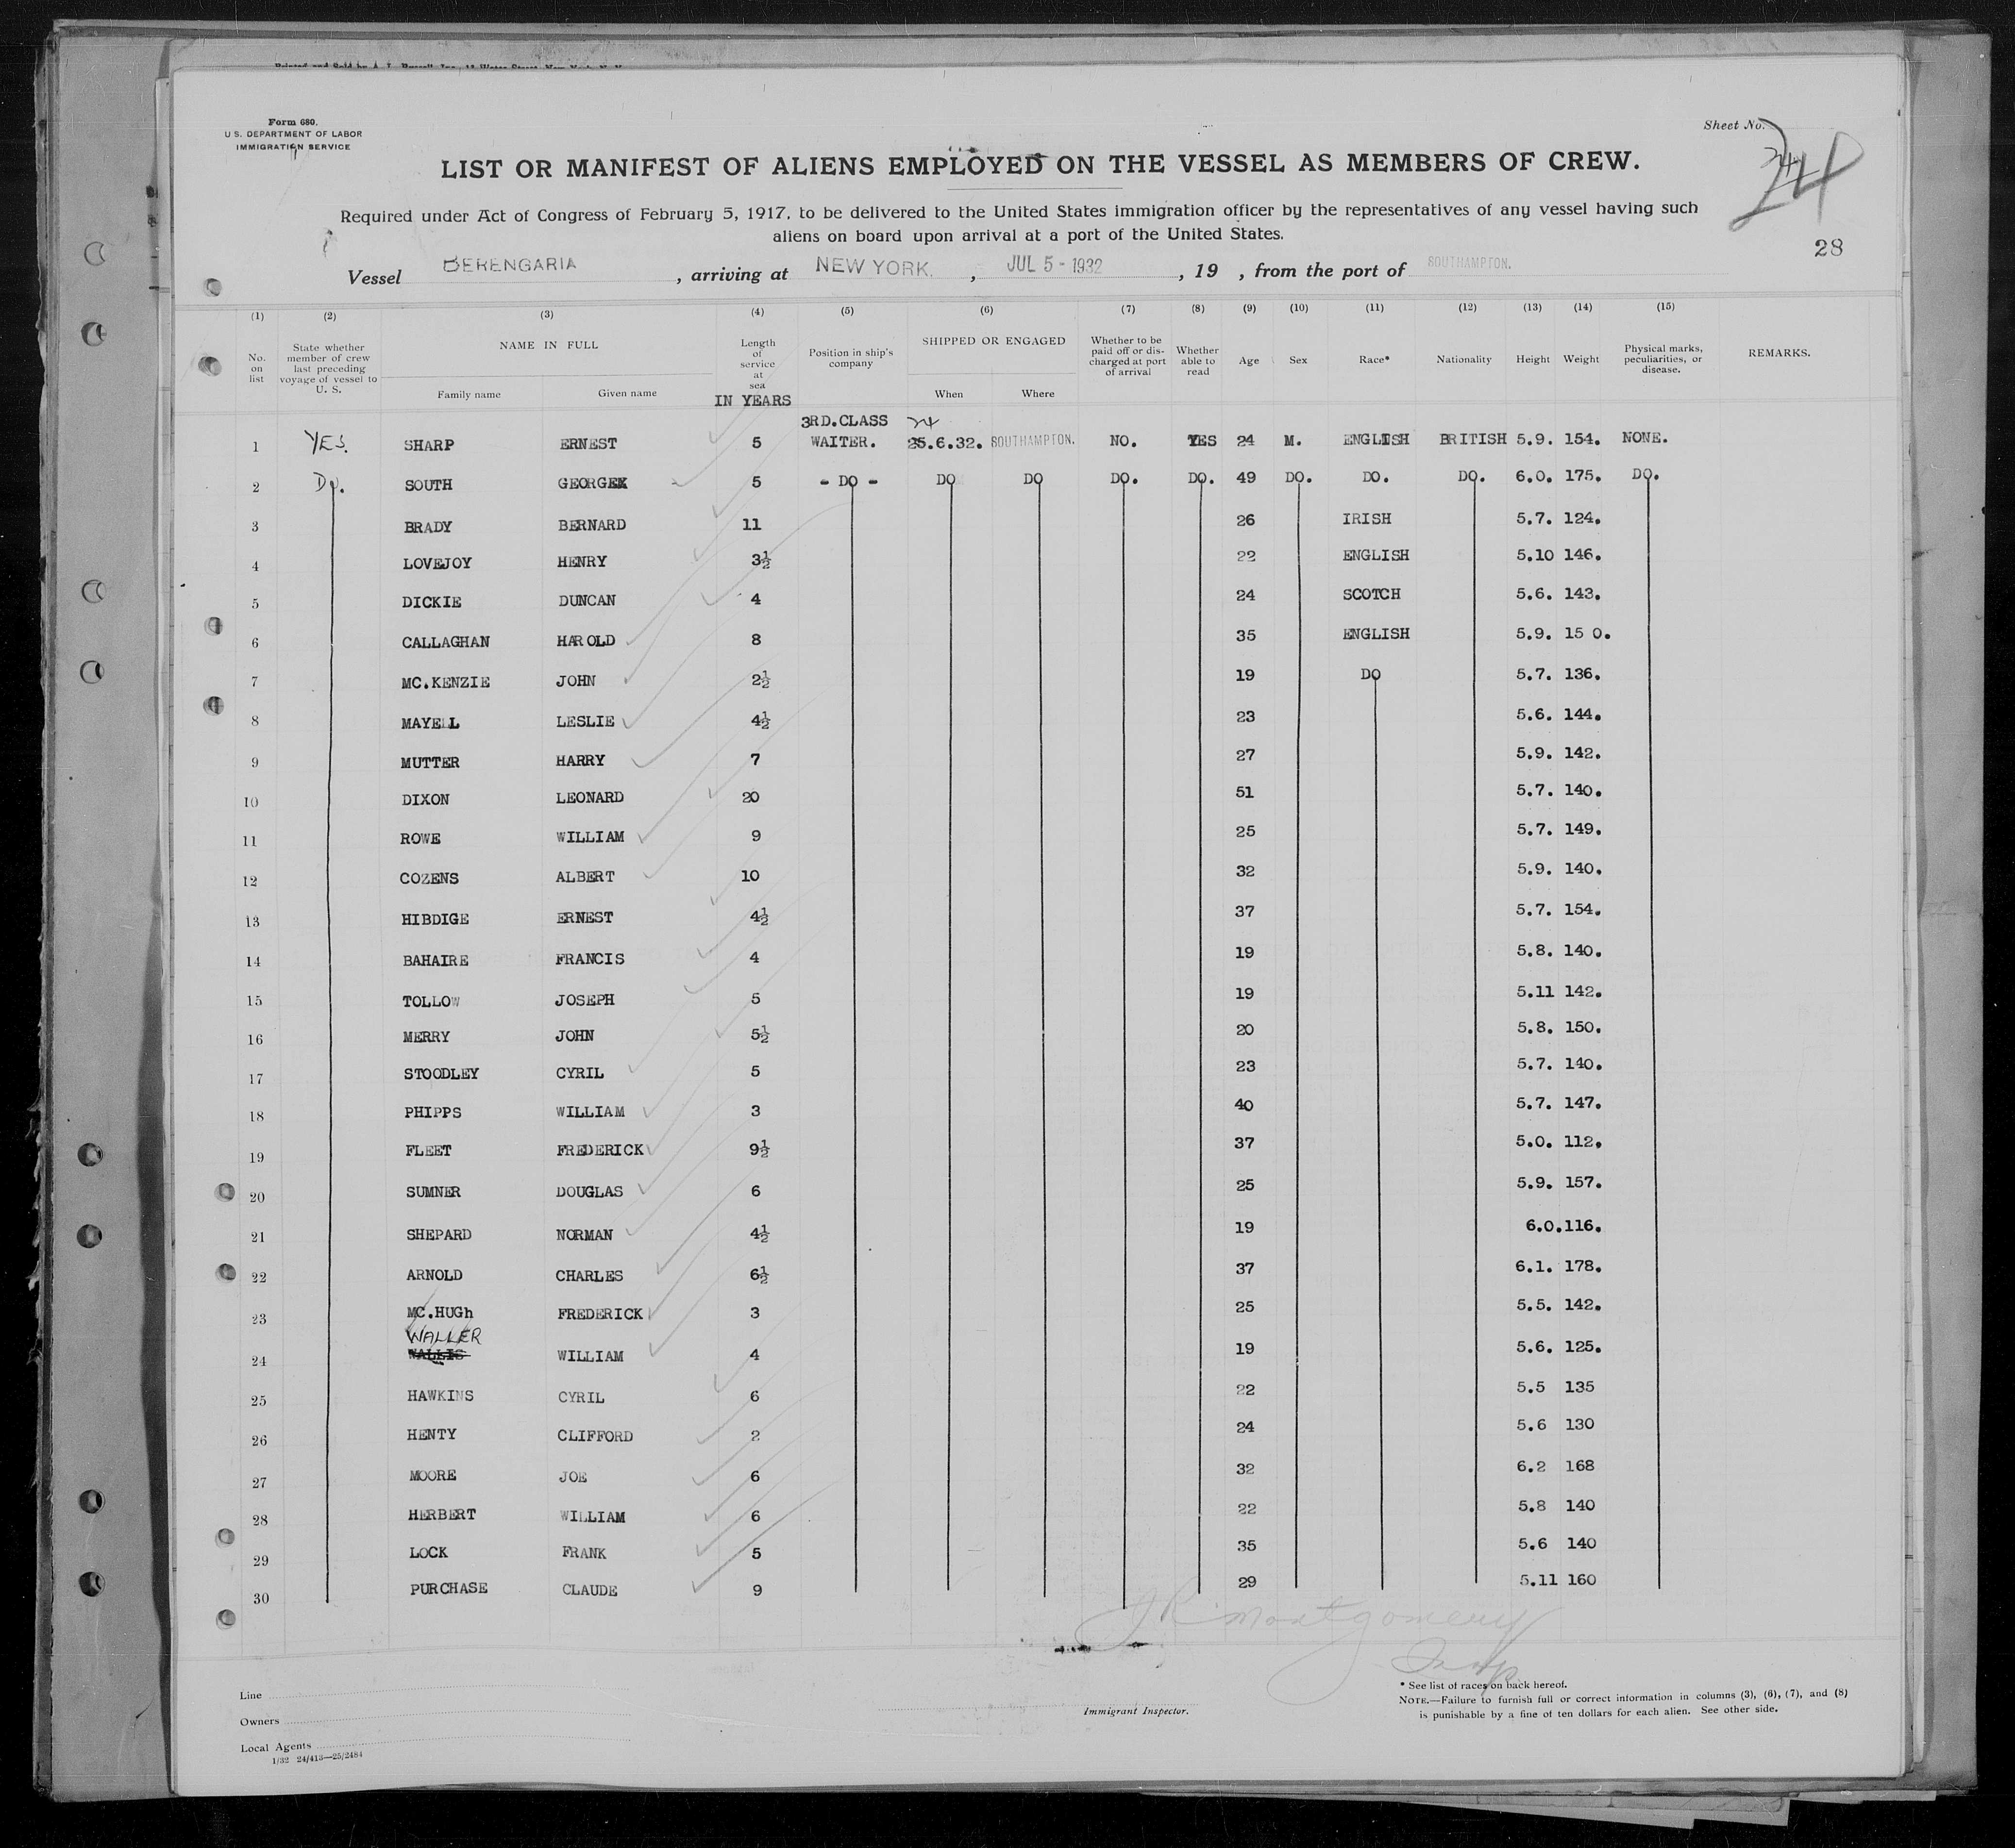 Form 680.
U. S. DEPARTMENT OF LABOR
IMMIGRATION SERVICE
Sheet No.
24
LIST OR MANIFEST OF ALIENS EMPLOYED ON THE VESSEL AS MEMBERS OF CREW.
Required under Act of Congress of February 5, 1917, to be delivered to the United States immigration officer by the representatives of any vessel having such
aliens on board upon arrival at a port of the United States.
28
Vessel BERENGARIA , arriving at NEW YORK. , JUL 5 - 1932 , 19 , from the port of SOUTHAMPTON.
(1) (2) (3) (4) (5) (6) (7) (8) (9) (10) (11) (12) (13) (14) (15)
No. on list State whether member of crew last preceding voyage of vessel to U. S. NAME IN FULL Family name Given name Length of service at sea IN YEARS Position in ship's company SHIPPED OR ENGAGED When Where Whether to be paid off or discharged at port of arrival Whether able to read Age Sex Race* Nationality Height Weight Physical marks, peculiarities, or disease. REMARKS.
3RD.CLASS 24
1 YES. SHARP ERNEST 5 WAITER. 25.6.32. SOUTHAMPTON. NO. YES 24 M. ENGLISH BRITISH 5.9. 154. NONE.
2 Do. SOUTH GEORGE 5 - DO - DO DO DO. DO. 49 DO. DO. DO. 6.0. 175. DO.
3 BRADY BERNARD 11 26 IRISH 5.7. 124.
4 LOVEJOY HENRY 3½ 22 ENGLISH 5.10 146.
5 DICKIE DUNCAN 4 24 SCOTCH 5.6. 143.
6 CALLAGHAN HAROLD 8 35 ENGLISH 5.9. 15 0.
7 MC.KENZIE JOHN 2½ 19 DO 5.7. 136.
8 MAYELL LESLIE 4½ 23 5.6. 144.
9 MUTTER HARRY 7 27 5.9. 142.
10 DIXON LEONARD 20 51 5.7. 140.
11 ROWE WILLIAM 9 25 5.7. 149.
12 COZENS ALBERT 10 32 5.9. 140.
13 HIBDIGE ERNEST 4½ 37 5.7. 154.
14 BAHAIRE FRANCIS 4 19 5.8. 140.
15 TOLLOW JOSEPH 5 19 5.11 142.
16 MERRY JOHN 5½ 20 5.8. 150.
17 STOODLEY CYRIL 5 23 5.7. 140.
18 PHIPPS WILLIAM 3 40 5.7. 147.
19 FLEET FREDERICK 9½ 37 5.0. 112.
20 SUMNER DOUGLAS 6 25 5.9. 157.
21 SHEPARD NORMAN 4½ 19 6.0.116.
22 ARNOLD CHARLES 6½ 37 6.1. 178.
23 MC.HUGh FREDERICK 3 25 5.5. 142.
WALLER
24 WALLIS WILLIAM 4 19 5.6. 125.
25 HAWKINS CYRIL 6 22 5.5 135
26 HENTY CLIFFORD 2 24 5.6 130
27 MOORE JOE 6 32 6.2 168
28 HERBERT WILLIAM 6 22 5.8 140
29 LOCK FRANK 5 35 5.6 140
30 PURCHASE CLAUDE 9 29 5.11 160
J R Montgomery
Insp
Line
Owners
Local Agents
1/32 24/413—25/2484
Immigrant Inspector.
* See list of races on back hereof.
NOTE.—Failure to furnish full or correct information in columns (3), (6), (7), and (8)
is punishable by a fine of ten dollars for each alien. See other side.